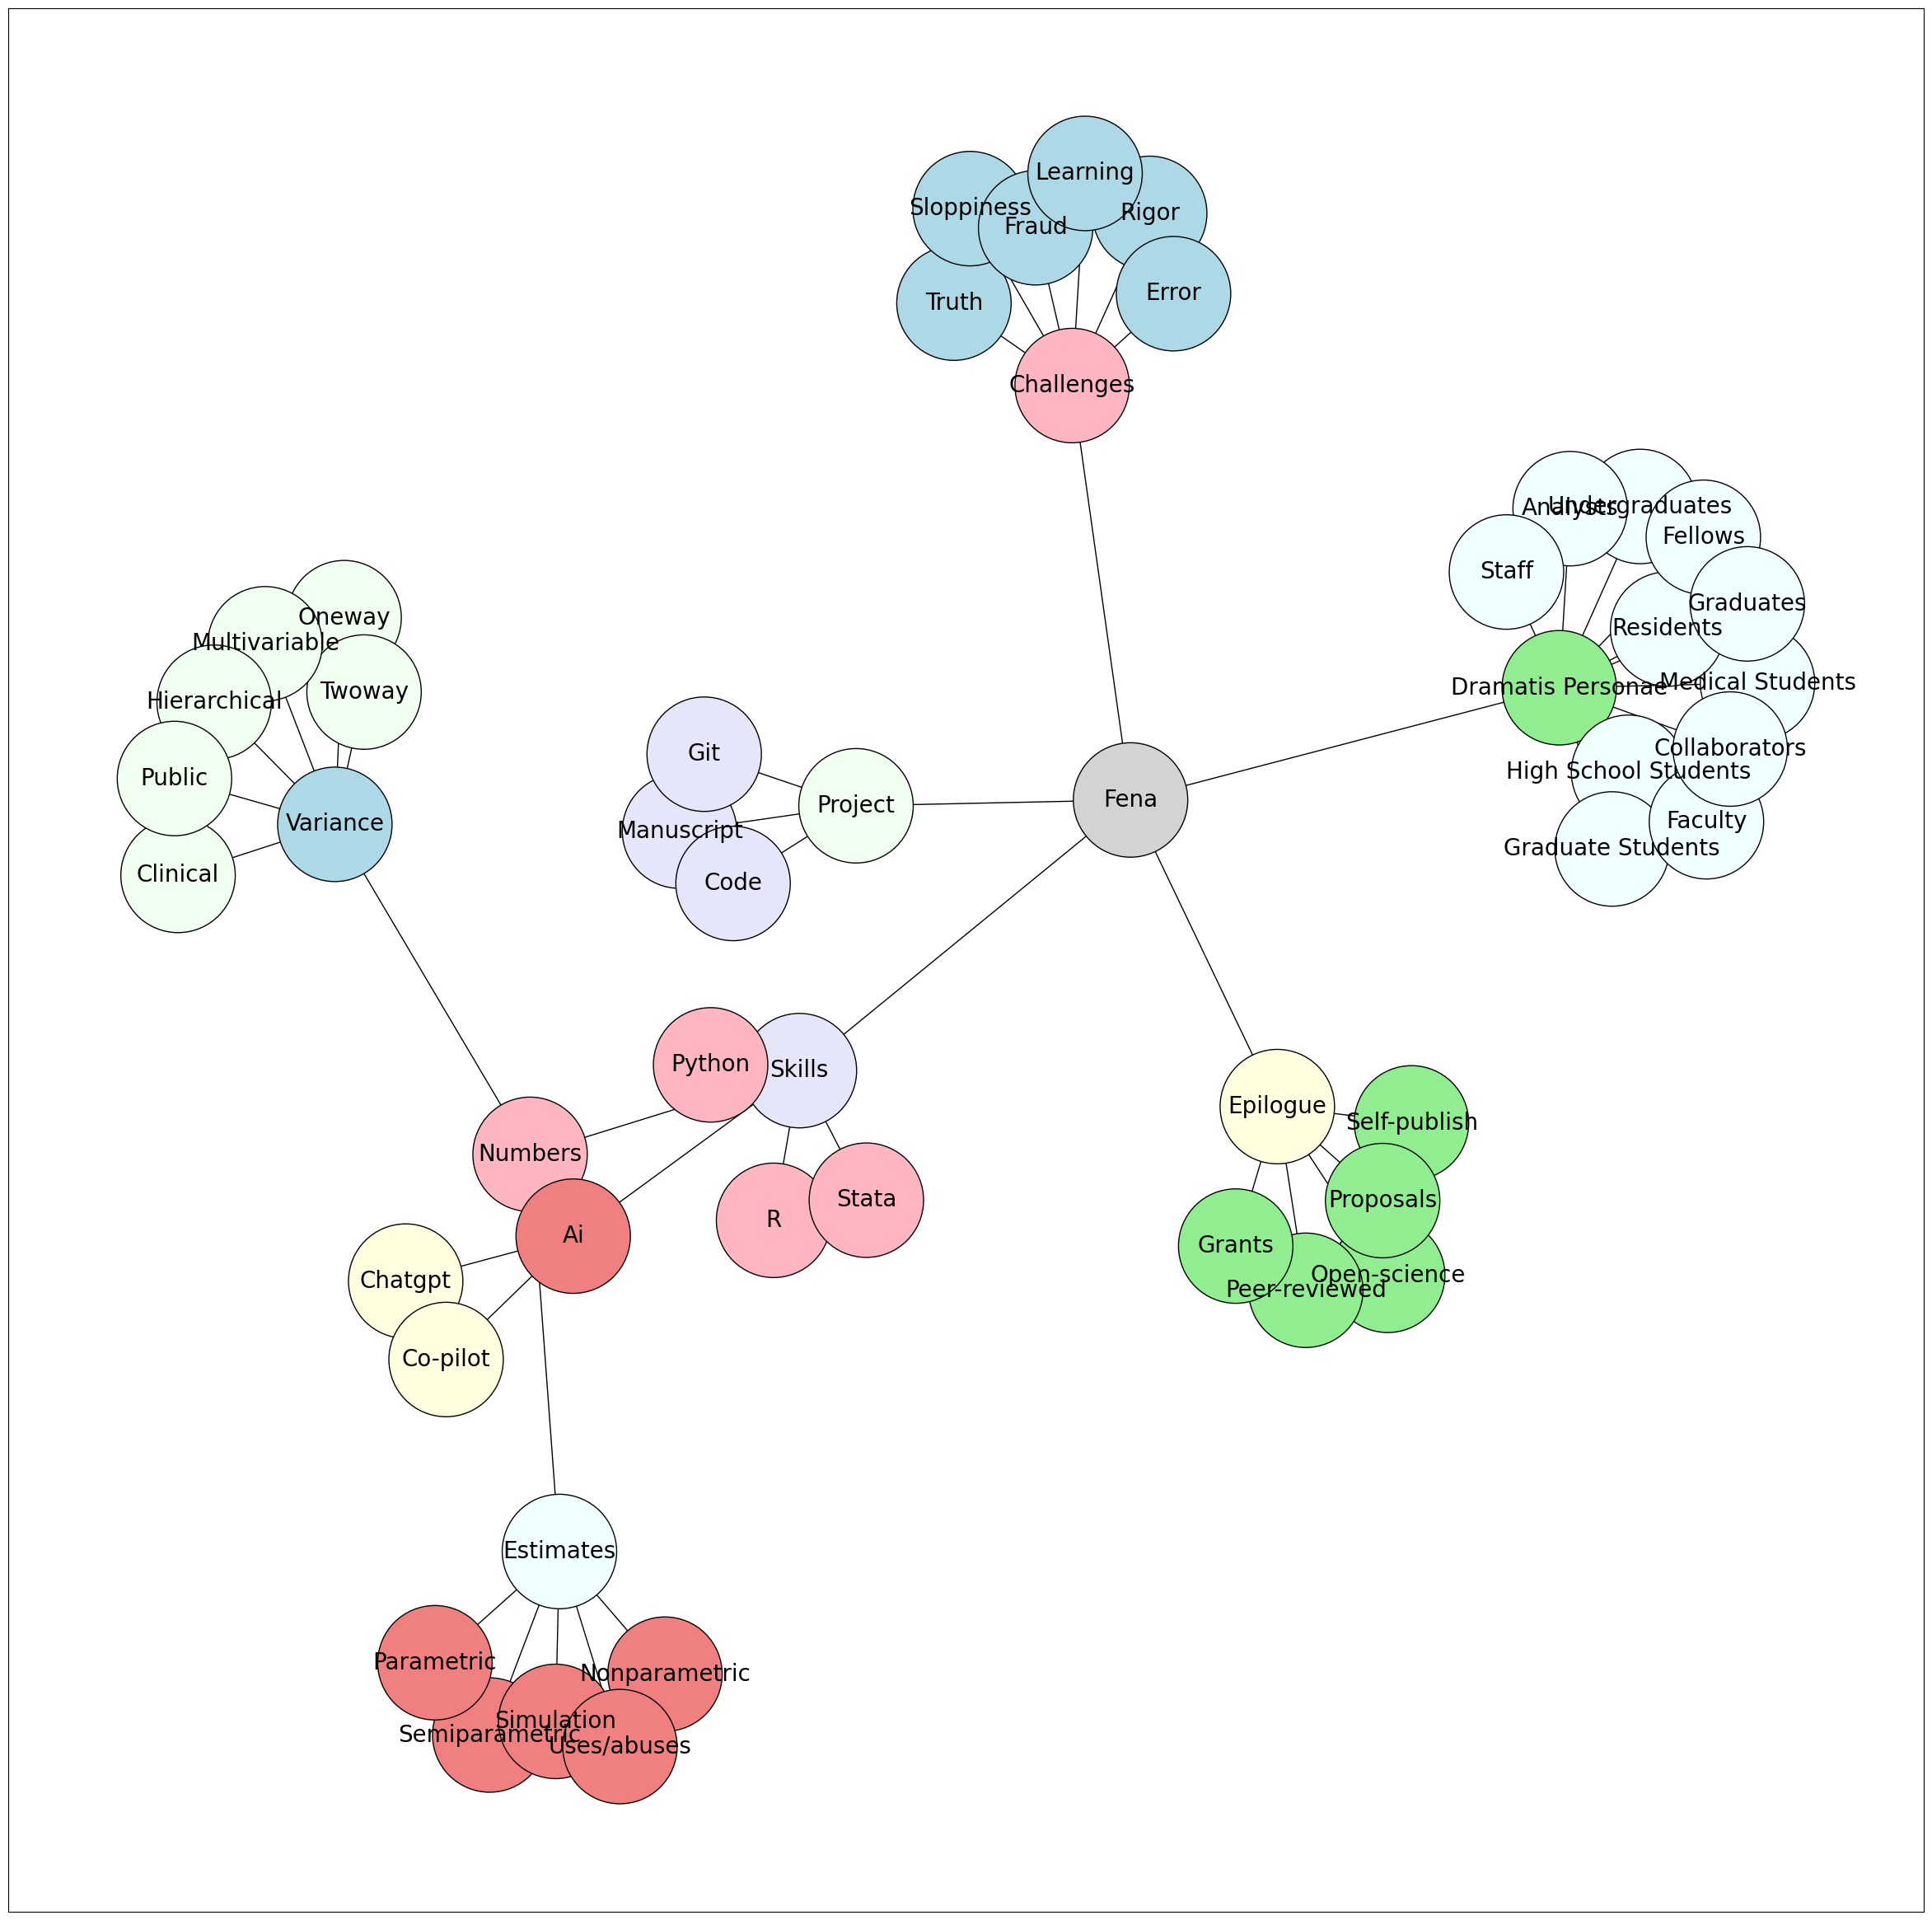 Learning
Sloppiness
Rigor
Fraud
Error
Truth
Challenges
Analysts
Undergraduates
Fellows
Staff
Graduates
Residents
Medical Students
Dramatis Personae
Collaborators
High School Students
Faculty
Graduate Students
Oneway
Multivariable
Twoway
Hierarchical
Public
Variance
Clinical
Git
Project
Manuscript
Code
Fena
Python
Skills
Numbers
Ai
R
Stata
Chatgpt
Co-pilot
Epilogue
Self-publish
Proposals
Grants
Open-science
Peer-reviewed
Estimates
Parametric
Nonparametric
Simulation
Semiparametric
Uses/abuses